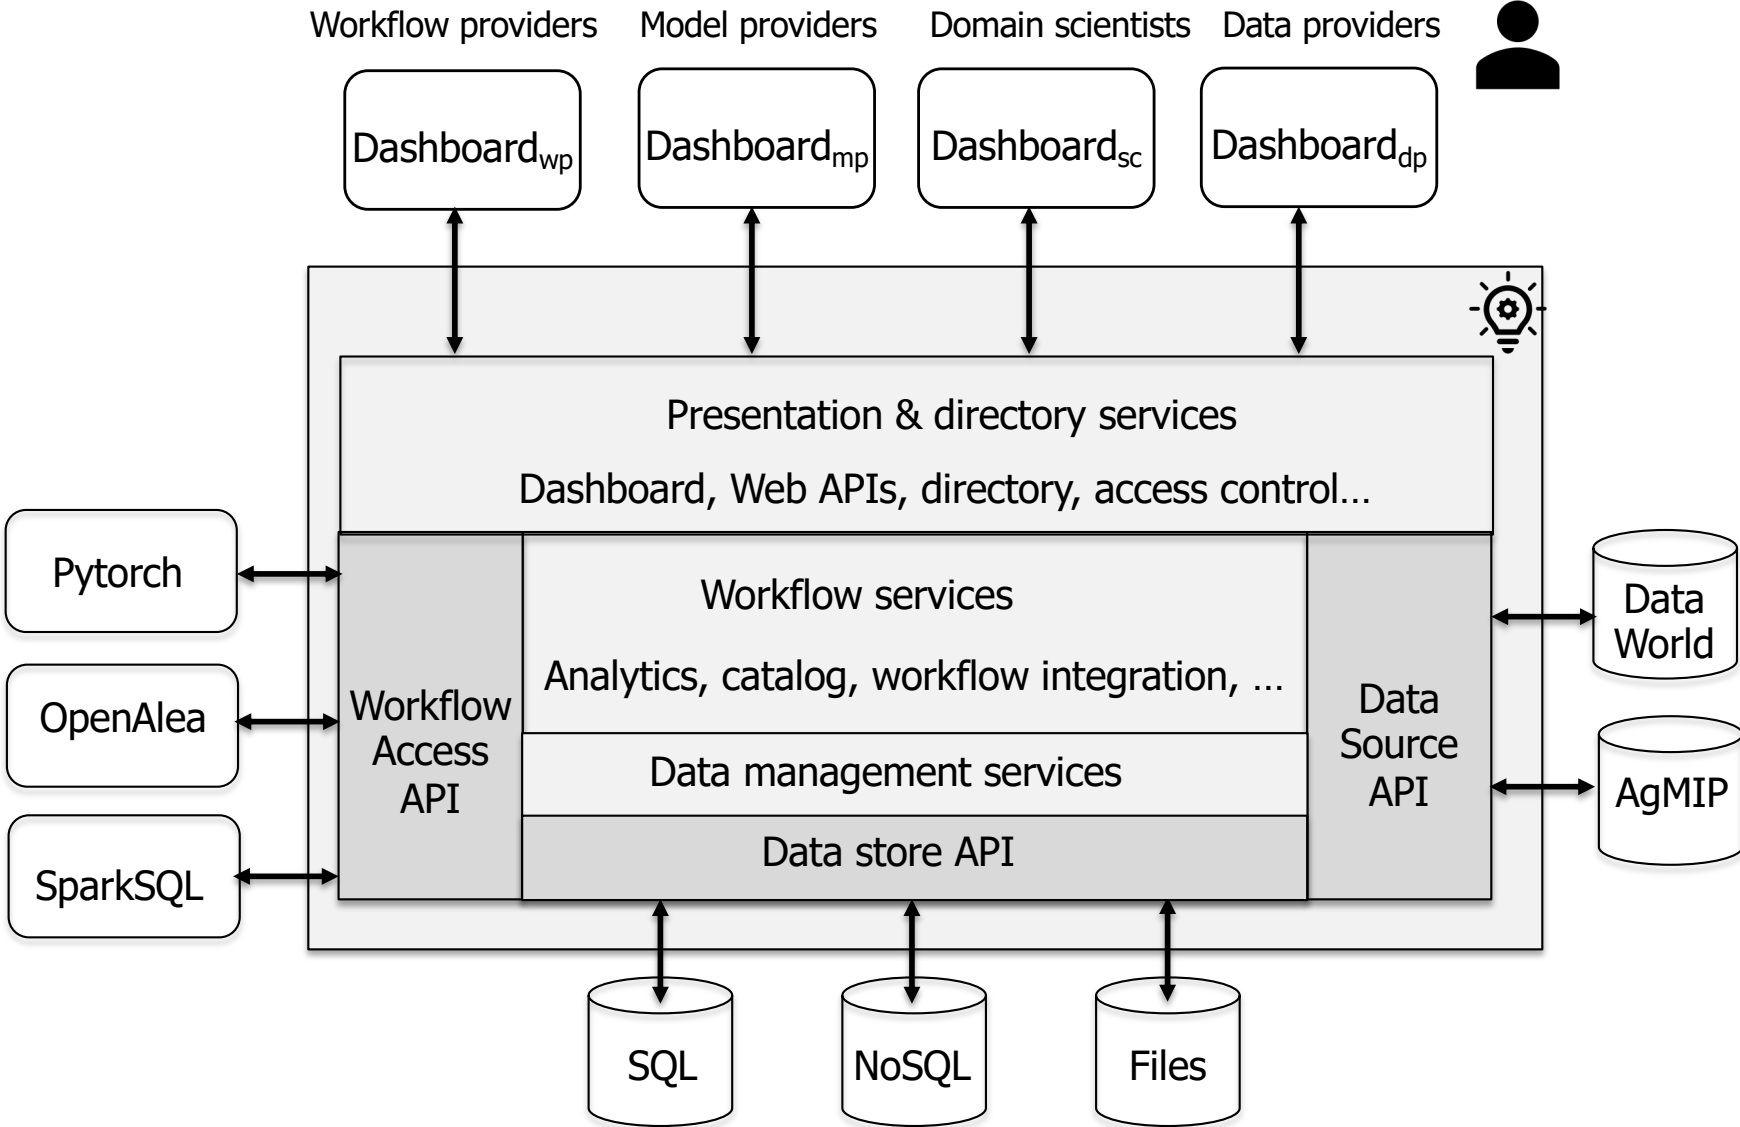 Workflow providers Model providers Domain scientists Data providers
Dashboardwp Dashboardmp Dashboardsc Dashboarddp
Presentation & directory services
Dashboard, Web APIs, directory, access control...
Pytorch
OpenAlea
SparkSQL
Workflow
Access
API
Workflow services
Analytics, catalog, workflow integration, ...
Data management services
Data store API
Data
Source
API
Data
World
AgMIP
SQL
NoSQL
Files